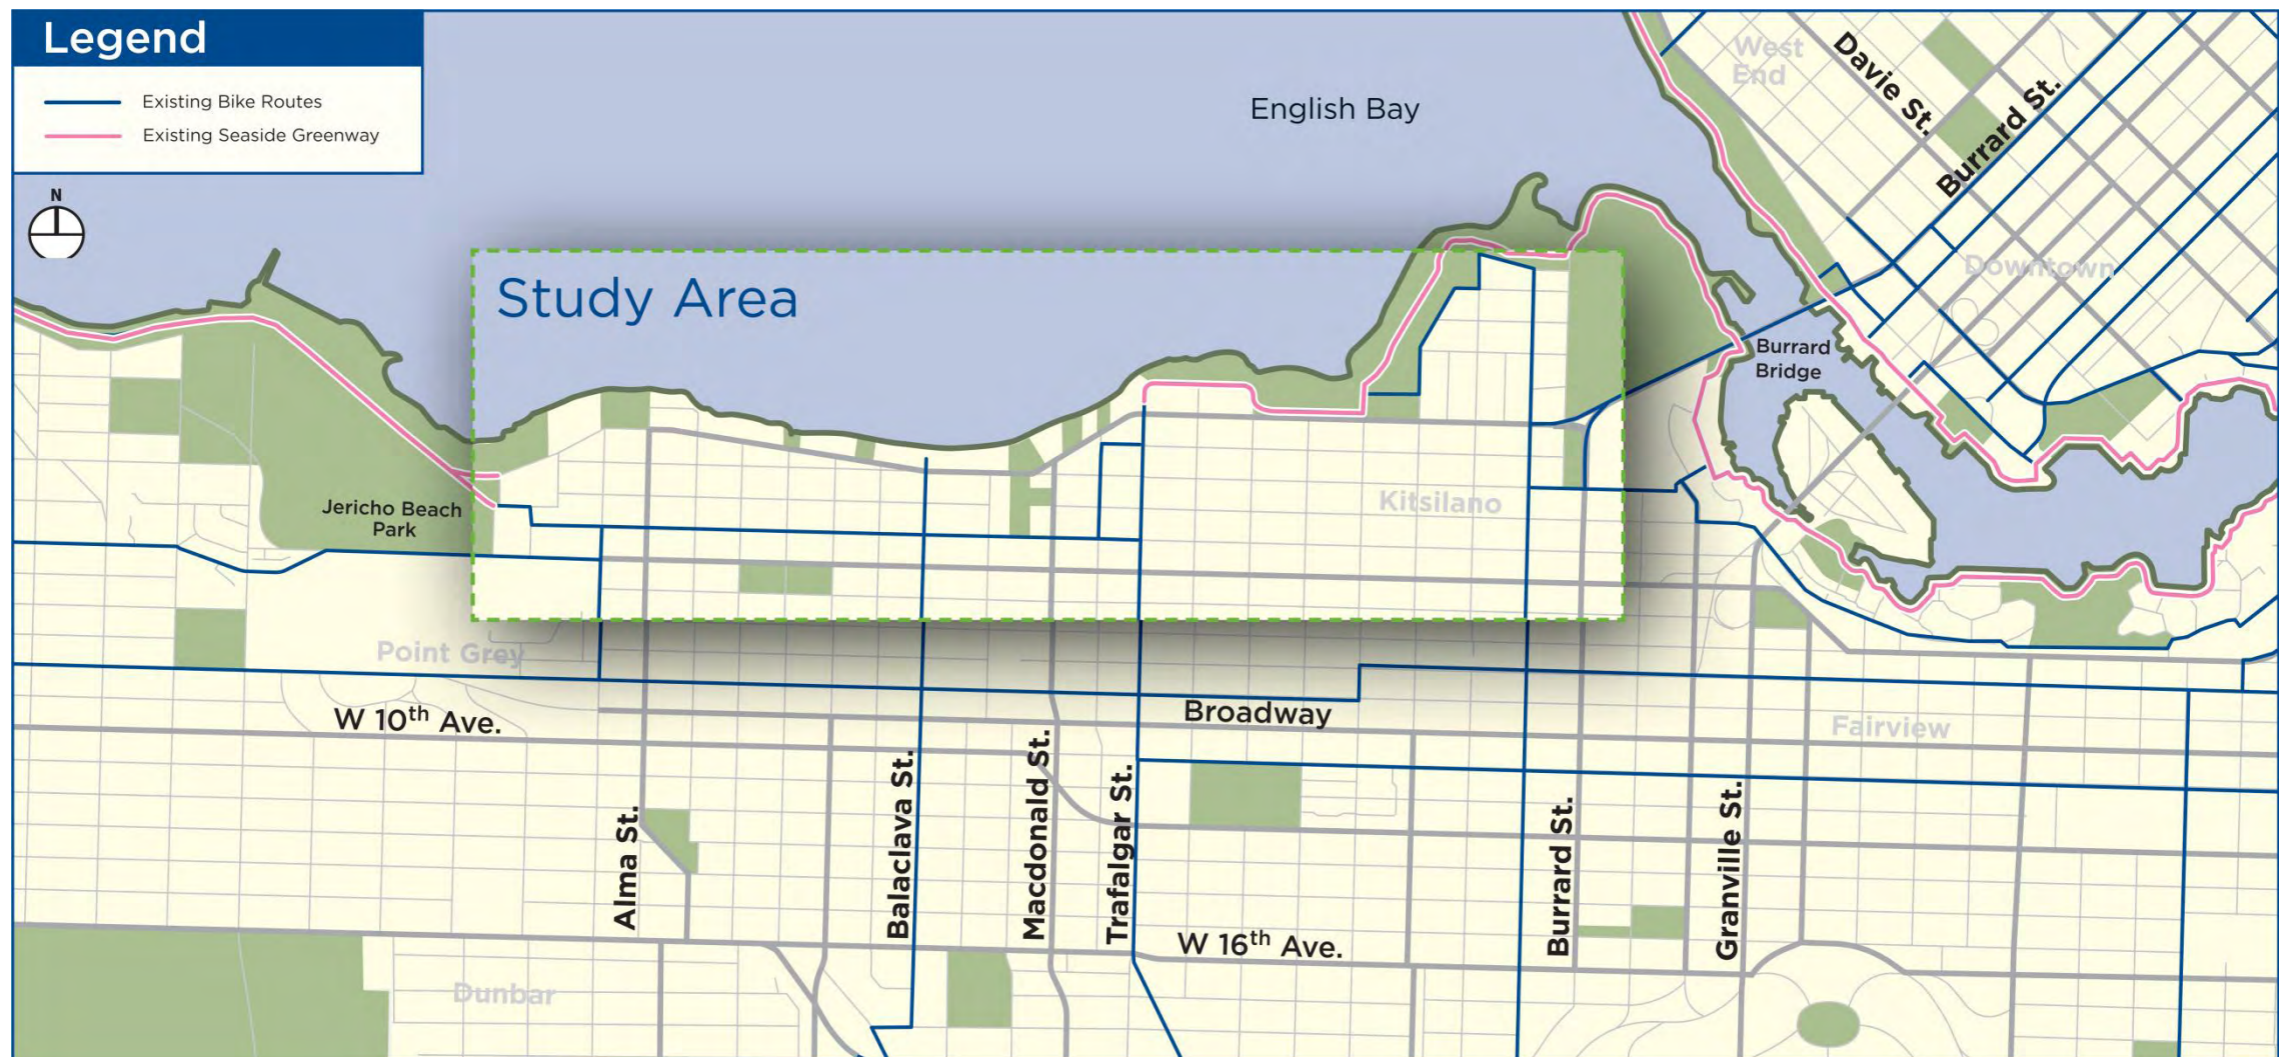 Legend
Existing Bike Routes
Existing Seaside Greenway
N
English Bay
West
End
Davie St.
Burrard St.
Downtown
Study Area
Burrard
Bridge
Jericho Beach
Park
Kitsilano
Point Grey
W 10th Ave.
Broadway
Fairview
Alma St.
Balaclava St.
Macdonald St.
Trafalgar St.
Burrard St.
Granville St.
W 16th Ave.
Dunbar